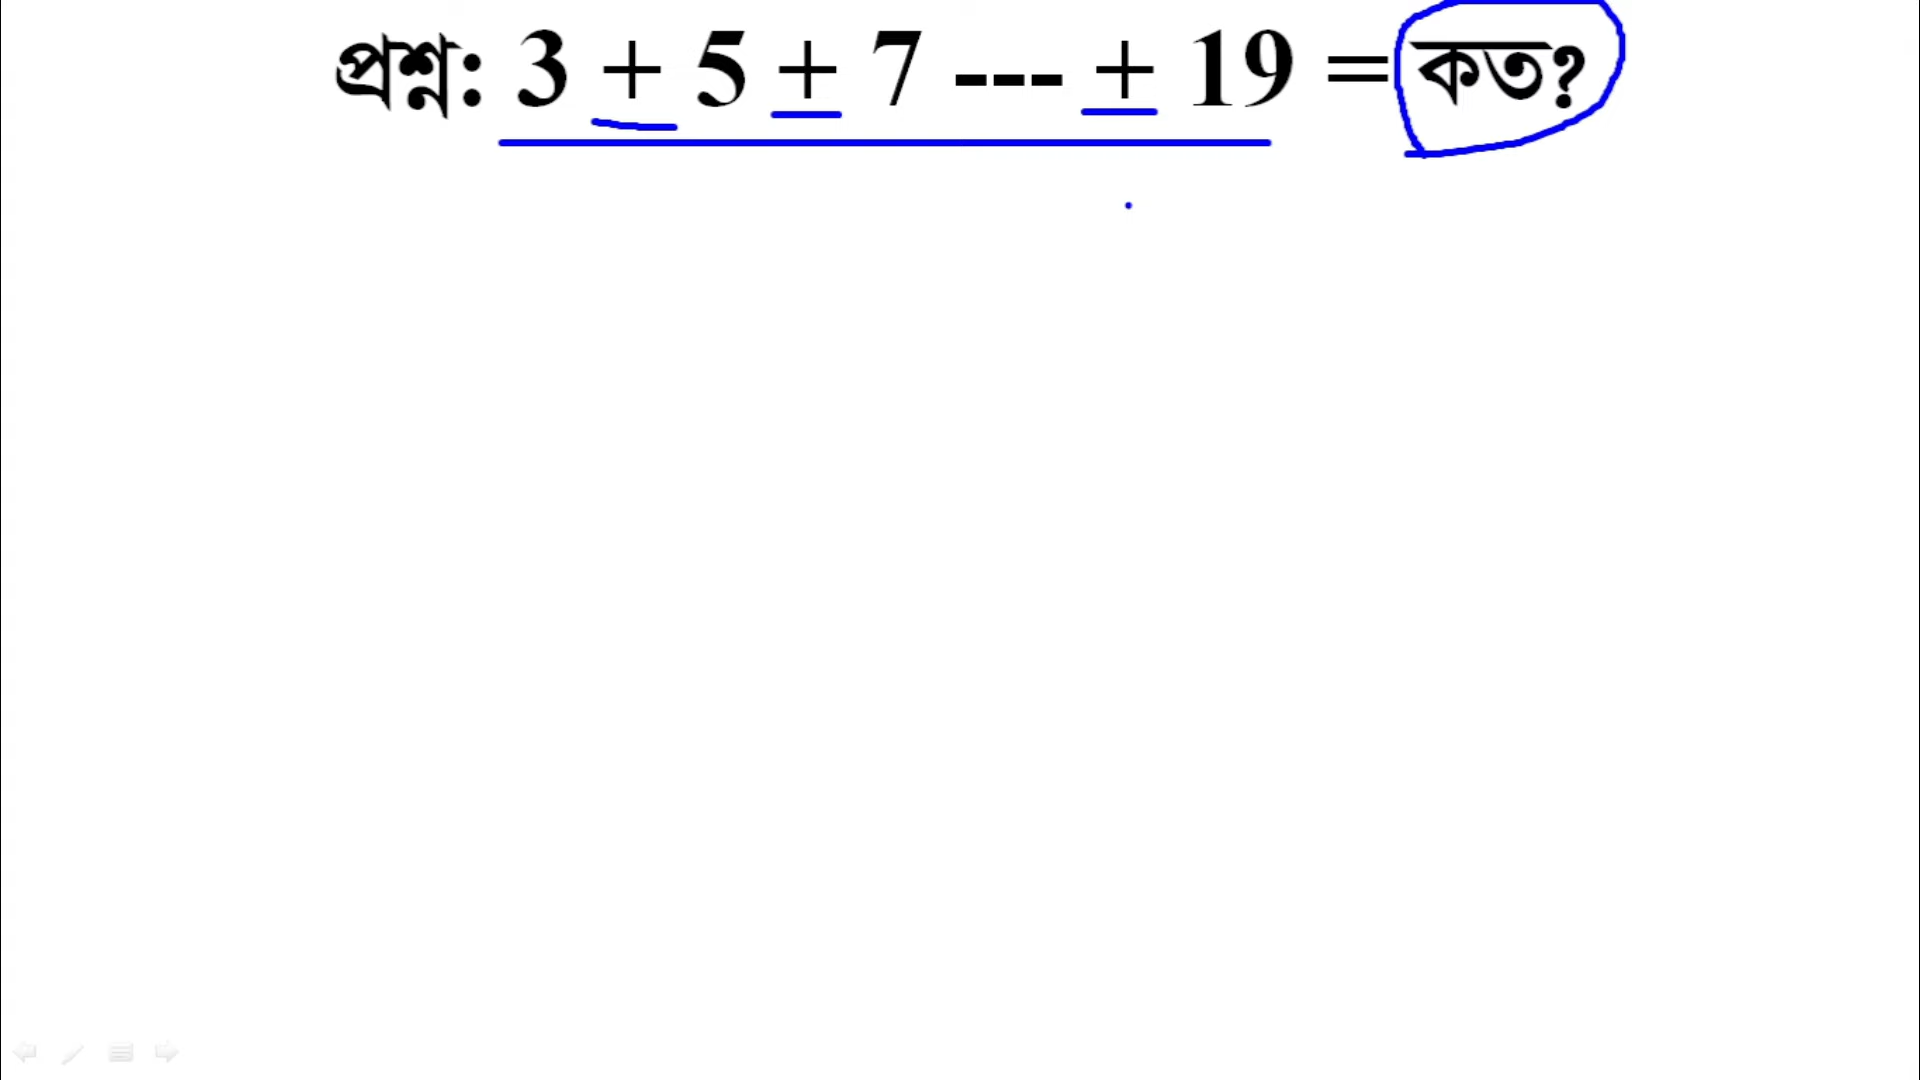 প্রশ্ন: 3 + 5 + 7 --- + 19 = কত?